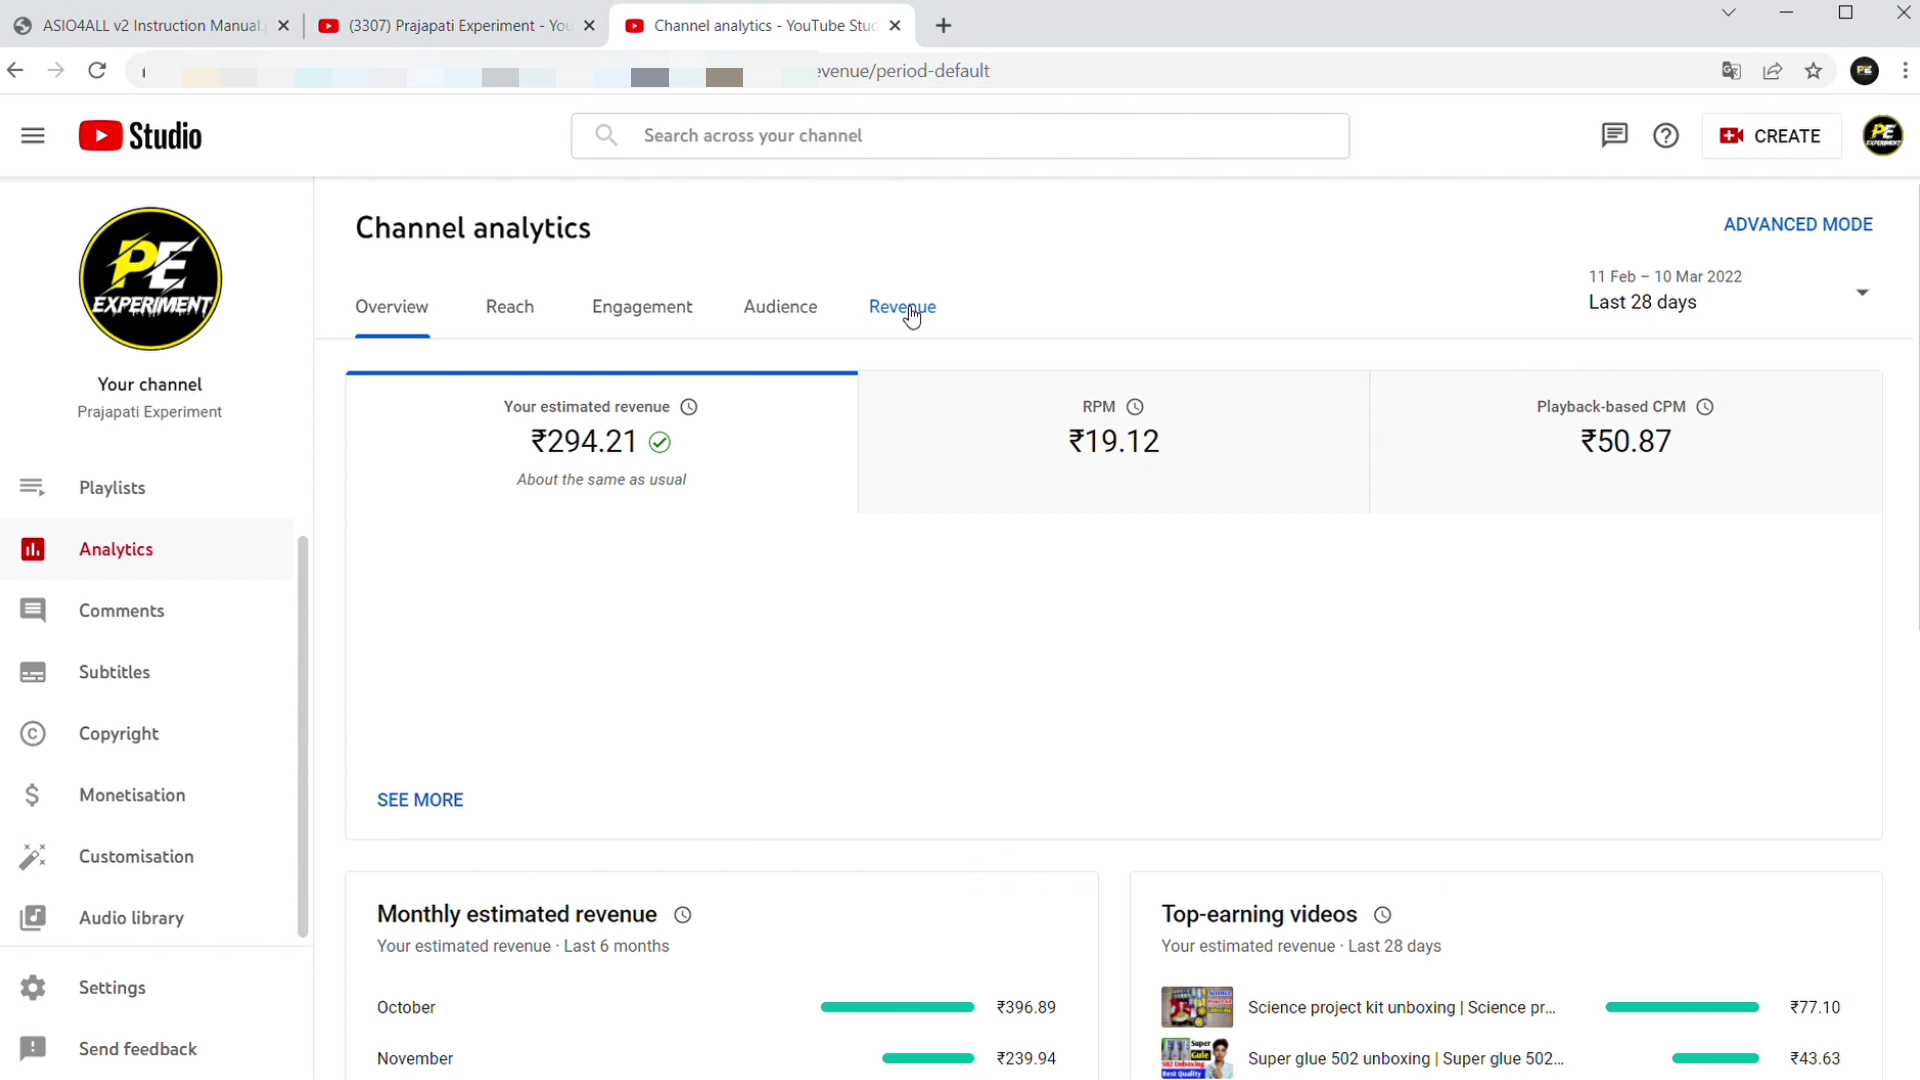 ASIO4ALL v2 Instruction Manual.
(3307) Prajapati Experiment - You
Channel analytics - YouTube Stud
evenue/period-default
Studio
Search across your channel
CREATE
PE
EXPERIMENT
Your channel
Prajapati Experiment
Playlists
Analytics
Comments
Subtitles
Copyright
Monetisation
Customisation
Audio library
Settings
Send feedback
Channel analytics
ADVANCED MODE
11 Feb – 10 Mar 2022
Last 28 days
Overview
Reach
Engagement
Audience
Revenue
Your estimated revenue
₹294.21
About the same as usual
RPM
₹19.12
Playback-based CPM
₹50.87
SEE MORE
Monthly estimated revenue
Your estimated revenue · Last 6 months
October
₹396.89
November
₹239.94
Top-earning videos
Your estimated revenue · Last 28 days
Science project kit unboxing | Science pr...
₹77.10
Super glue 502 unboxing | Super glue 502...
₹43.63